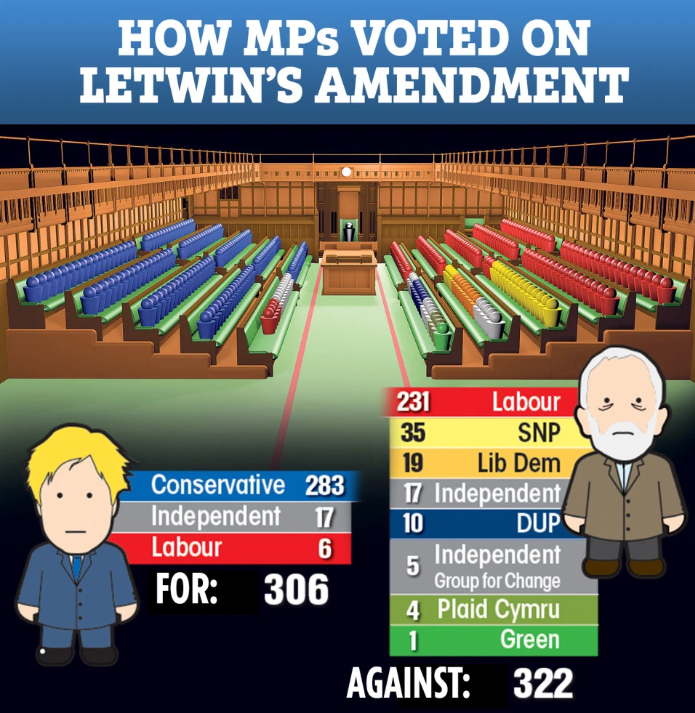 HOW MPs VOTED ON
LETWIN'S AMENDMENT
Conservative 283
Independent 17
Labour 6
FOR: 306
231 Labour
35 SNP
19 Lib Dem
17 Independent
10 DUP
5 Independent
Group for Change
4 Plaid Cymru
1 Green
AGAINST: 322